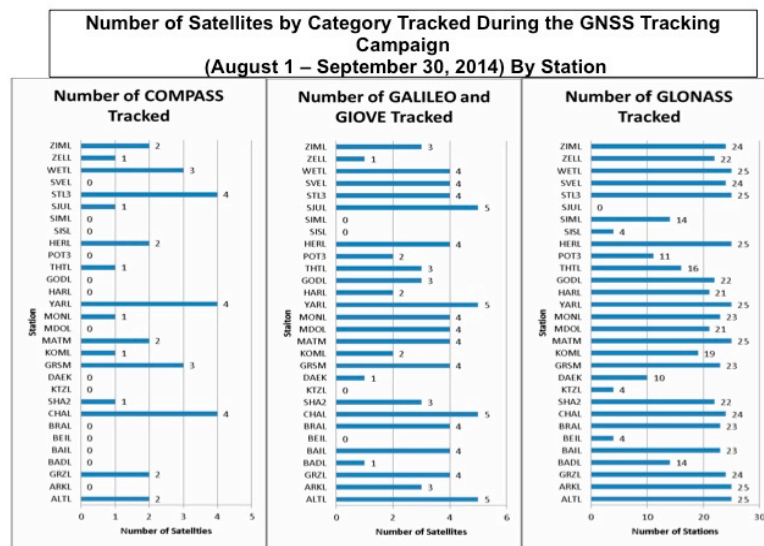 Number of Satellites by Category Tracked During the GNSS Tracking
Campaign
(August 1 – September 30, 2014) By Station
Number of COMPASS
Tracked
Station
ZIML 2
ZELL 1
WETL 3
SVEL 0
STL3 4
SJUL 1
SIML 0
SISL 0
HERL 2
POT3 0
THTL 1
GODL 0
HARL 0
YARL 4
MONL 1
MDOL 0
MATM 2
KOML 1
GRSM 3
DAEK 0
KTZL 0
SHA2 1
CHAL 4
BRAL 0
BEIL 0
BAIL 0
BADL 0
GRZL 2
ARKL 0
ALTL 2
0 1 2 3 4 5
Number of Satellties
Number of GALILEO and
GIOVE Tracked
Staiton
ZIML 3
ZELL 1
WETL 4
SVEL 4
STL3 4
SJUL 5
SIML 0
SISL 0
HERL 4
POT3 2
THTL 3
GODL 3
HARL 2
YARL 5
MONL 4
MDOL 4
MATM 4
KOML 2
GRSM 4
DAEK 1
KTZL 0
SHA2 3
CHAL 5
BRAL 4
BEIL 0
BAIL 4
BADL 1
GRZL 4
ARKL 3
ALTL 5
0 2 4 6
Number of Satellites
Number of GLONASS
Tracked
Station
ZIML 24
ZELL 22
WETL 25
SVEL 24
STL3 25
SJUL 0
SIML 14
SISL 4
HERL 25
POT3 11
THTL 16
GODL 22
HARL 21
YARL 25
MONL 23
MDOL 21
MATM 25
KOML 19
GRSM 23
DAEK 10
KTZL 4
SHA2 22
CHAL 24
BRAL 23
BEIL 4
BAIL 23
BADL 14
GRZL 24
ARKL 25
ALTL 25
0 10 20 30
Number of Stations